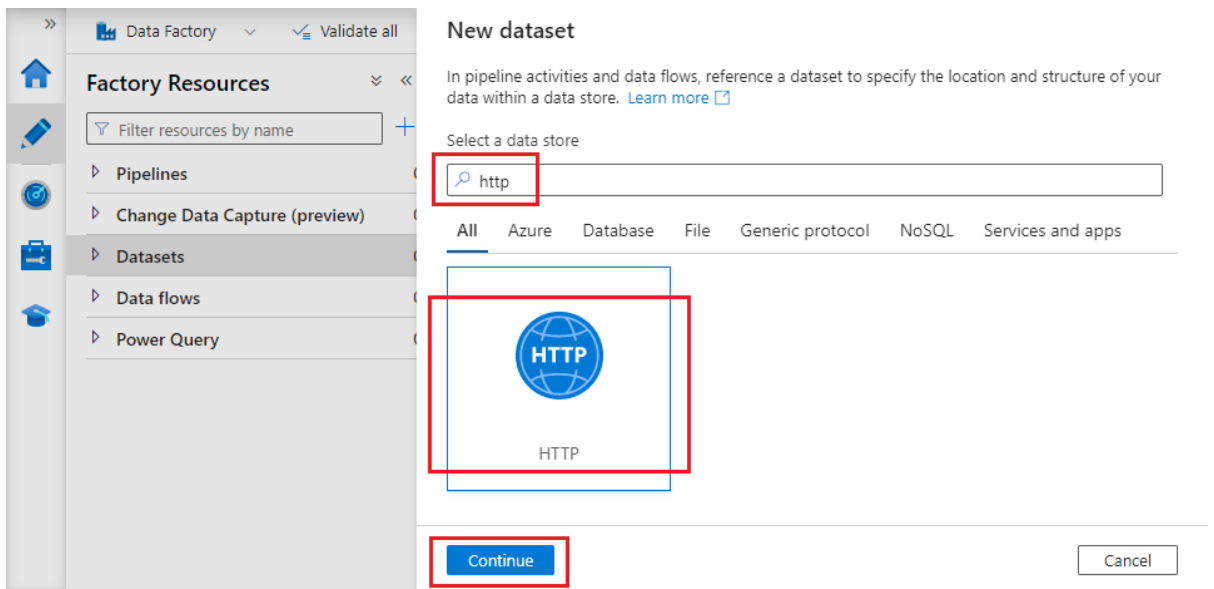 Data Factory
Validate all
Factory Resources
Filter resources by name
Pipelines
Change Data Capture (preview)
Datasets
Data flows
Power Query
New dataset
In pipeline activities and data flows, reference a dataset to specify the location and structure of your
data within a data store. Learn more
Select a data store
http
All Azure Database File Generic protocol NoSQL Services and apps
HTTP
HTTP
Continue
Cancel